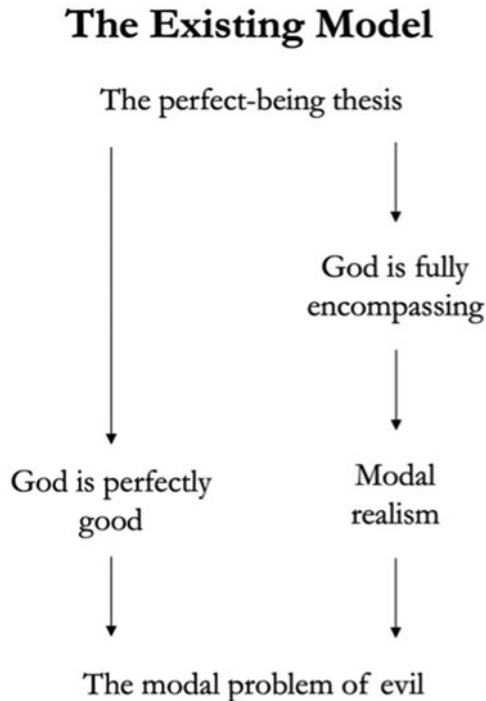 The Existing Model
The perfect-being thesis
God is fully
encompassing
God is perfectly
good
Modal
realism
The modal problem of evil